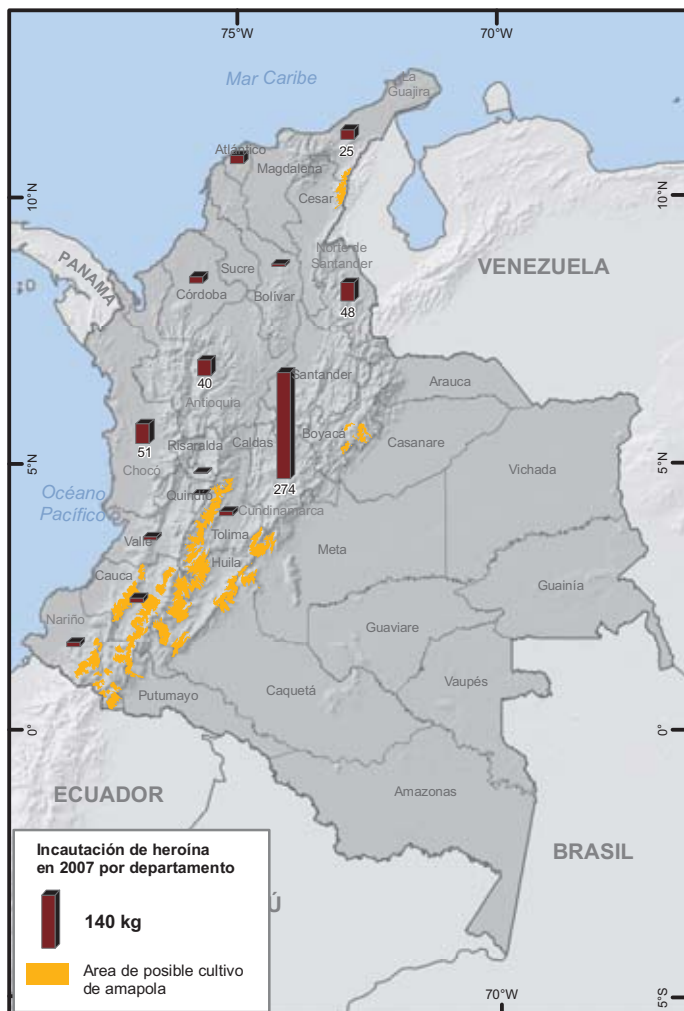 75°W
70°W
Mar Caribe
La
Guajira
Atlántico
25
Magdalena
10°N
10°N
Cesar
PANAMÁ
Sucre
Norte de
Santander
VENEZUELA
Córdoba
Bolívar
48
40
Santander
Arauca
Antioquia
51
Risaralda
Caldas
Boyacá
Casanare
5°N
5°N
Chocó
Vichada
Océano
Pacífico
Quindío
274
Cundinamarca
Valle
Tolima
Meta
Huila
Cauca
Guainía
Nariño
Guaviare
Putumayo
Caquetá
Vaupés
0°
0°
Amazonas
ECUADOR
BRASIL
Incautación de heroína
en 2007 por departamento
140 kg
Ú
Area de posible cultivo
de amapola
70°W
5°S